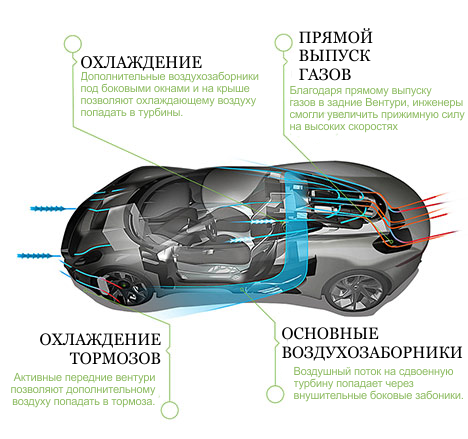 ОХЛАЖДЕНИЕ
Дополнительные воздухозаборники
под боковыми окнами и на крыше
позволяют охлаждающему воздуху
попадать в турбины.
ПРЯМОЙ
ВЫПУСК
ГАЗОВ
Благодаря прямому выпуску
газов в задние Вентури, инженеры
смогли увеличить прижимную силу
на высоких скоростях
ОХЛАЖДЕНИЕ
ТОРМОЗОВ
Активные передние вентури
позволяют дополнительному
воздуху попадать в тормоза.
ОСНОВНЫЕ
ВОЗДУХОЗАБОРНИКИ
Воздушный поток на сдвоенную
турбину попадает через
внушительные боковые забоники.